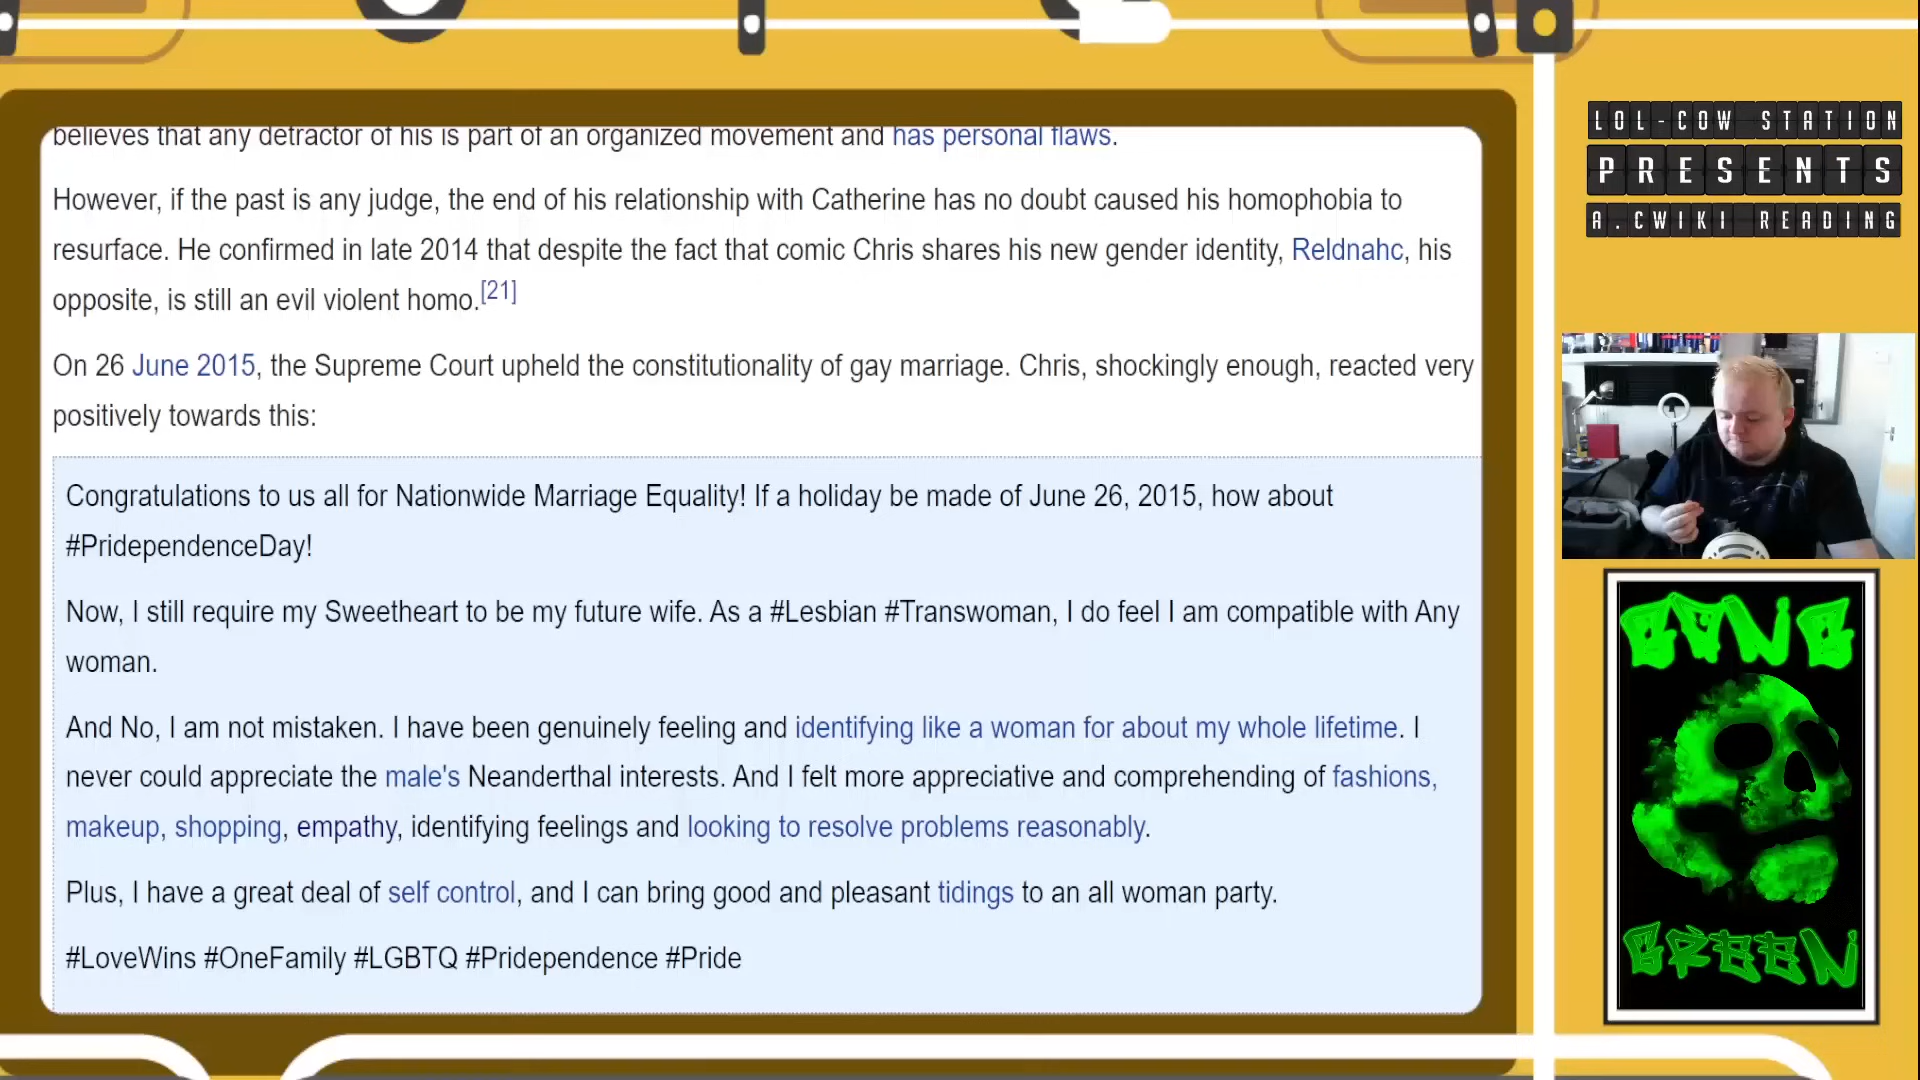 believes that any detractor of his is part of an organized movement and has personal flaws.
However, if the past is any judge, the end of his relationship with Catherine has no doubt caused his homophobia to
resurface. He confirmed in late 2014 that despite the fact that comic Chris shares his new gender identity, Reldnahc, his
opposite, is still an evil violent homo.[21]
On 26 June 2015, the Supreme Court upheld the constitutionality of gay marriage. Chris, shockingly enough, reacted very
positively towards this:
Congratulations to us all for Nationwide Marriage Equality! If a holiday be made of June 26, 2015, how about
#PridependenceDay!
Now, I still require my Sweetheart to be my future wife. As a #Lesbian #Transwoman, I do feel I am compatible with Any
woman.
And No, I am not mistaken. I have been genuinely feeling and identifying like a woman for about my whole lifetime. I
never could appreciate the male's Neanderthal interests. And I felt more appreciative and comprehending of fashions,
makeup, shopping, empathy, identifying feelings and looking to resolve problems reasonably.
Plus, I have a great deal of self control, and I can bring good and pleasant tidings to an all woman party.
#LoveWins #OneFamily #LGBTQ #Pridependence #Pride
LOL-COW STATION
PRESENTS
A.CWIKI READING
GREEN